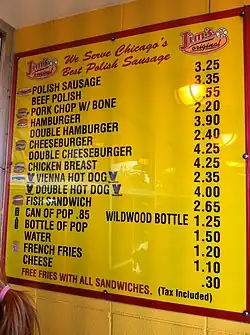 Jim's original
Jim's original
We Serve Chicago's
Best Polish Sausage
POLISH SAUSAGE 3.25
BEEF POLISH 3.35
PORK CHOP W/ BONE
HAMBURGER 2.20
DOUBLE HAMBURGER 3.90
CHEESEBURGER 2.40
DOUBLE CHEESEBURGER 4.25
CHICKEN BREAST 4.25
VIENNA HOT DOG 2.35
DOUBLE HOT DOG 4.00
FISH SANDWICH 2.65
CAN OF POP .85 WILDWOOD BOTTLE 1.25
BOTTLE OF POP 1.50
WATER 1.20
FRENCH FRIES 1.10
CHEESE .30
FREE FRIES WITH ALL SANDWICHES. (Tax Included)